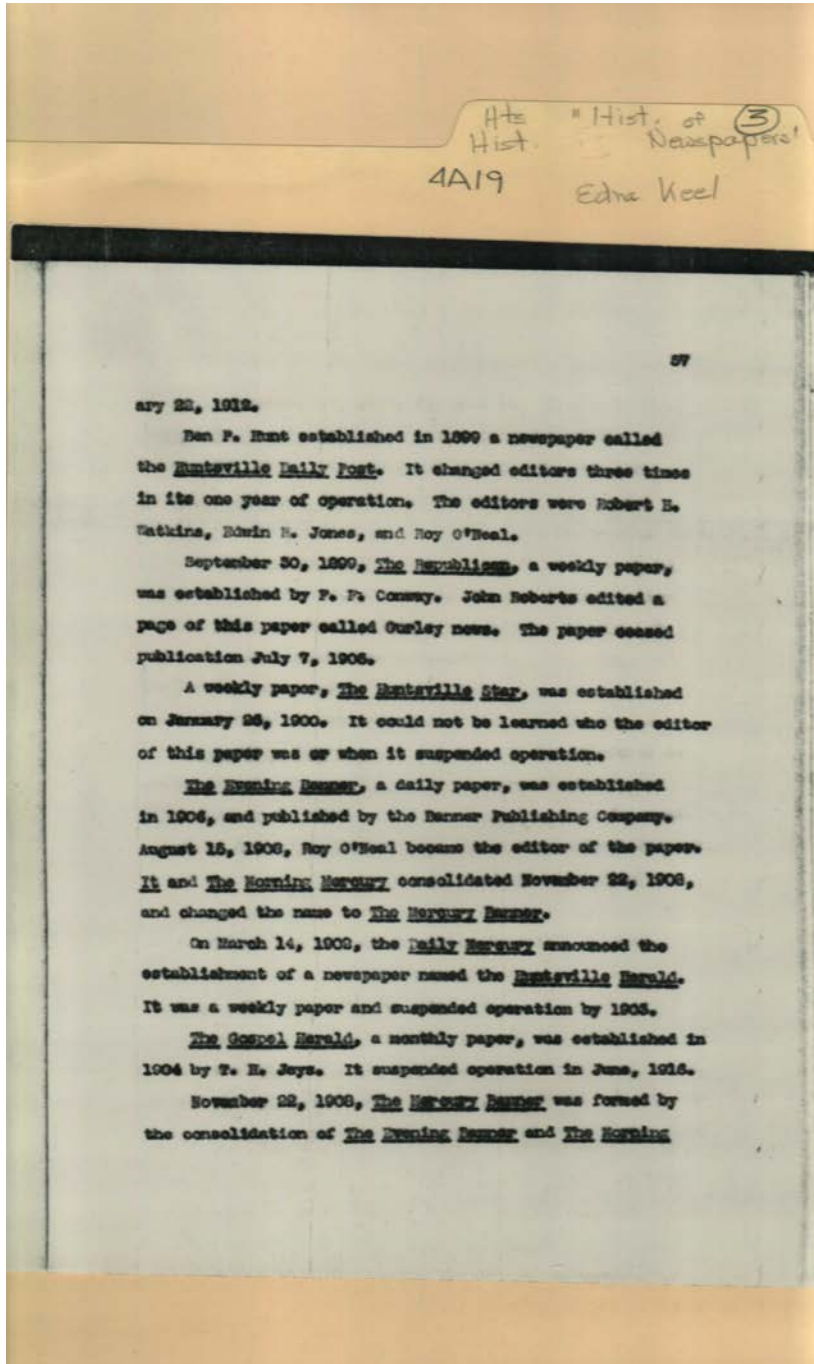 Hts "Hist. of ③
Hist. Newspapers"
4A19
Edna Keel
57
ary 22, 1912.
Ben P. Hunt established in 1899 a newspaper called
the Huntsville Daily Post. It changed editors three times
in its one year of operation. The editors were Robert E.
Watkins, Edwin R. Jones, and Roy O'Neal.
September 30, 1899, The Republican, a weekly paper,
was established by F. P. Conway. John Roberts edited a
page of this paper called Gurley news. The paper ceased
publication July 7, 1906.
A weekly paper, The Huntsville Star, was established
on January 26, 1900. It could not be learned who the editor
of this paper was or when it suspended operation.
The Evening Banner, a daily paper, was established
in 1906, and published by the Banner Publishing Company.
August 15, 1908, Roy O'Neal became the editor of the paper.
It and The Morning Mercury consolidated November 22, 1908,
and changed the name to The Mercury Banner.
On March 14, 1902, the Daily Mercury announced the
establishment of a newspaper named the Huntsville Herald.
It was a weekly paper and suspended operation by 1903.
The Gospel Herald, a monthly paper, was established in
1904 by T. H. Jeys. It suspended operation in June, 1916.
November 22, 1908, The Mercury Banner was formed by
the consolidation of The Evening Banner and The Morning